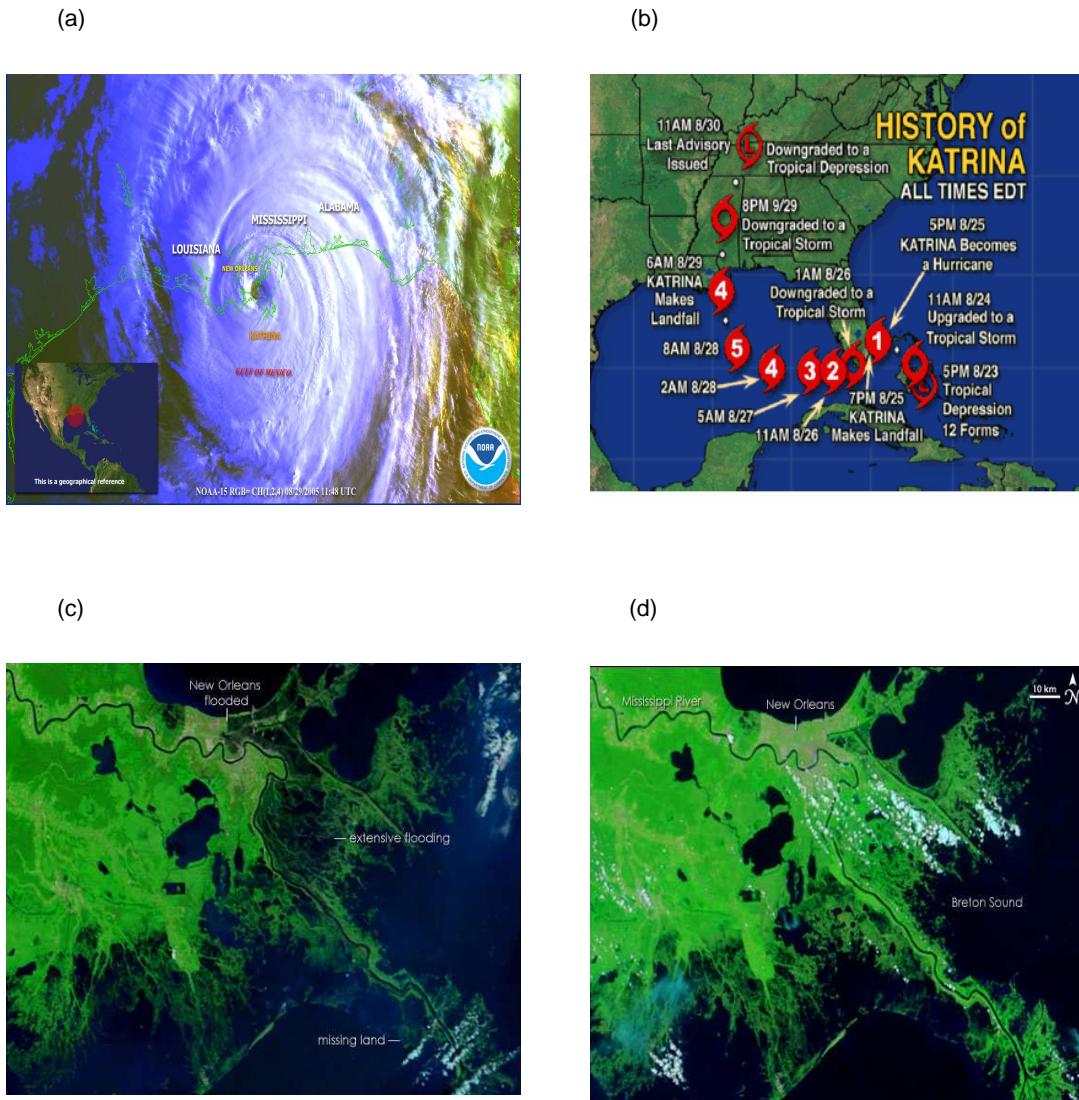 (a)
(b)
LOUISIANA
MISSISSIPPI
ALABAMA
NEW ORLEANS
KATRINA
GULF OF MEXICO
NOAA
This is a geographical reference
NOAA-15 RGB= CH(1,2,4) 08/29/2005 11:48 UTC
HISTORY of
KATRINA
ALL TIMES EDT
11AM 8/30
Last Advisory
Issued
L
Downgraded to a
Tropical Depression
8PM 9/29
Downgraded to a
Tropical Storm
6AM 8/29
KATRINA
Makes
Landfall
4
1AM 8/26
Downgraded to a
Tropical Storm
5PM 8/25
KATRINA Becomes
a Hurricane
11AM 8/24
Upgraded to a
Tropical Storm
8AM 8/28
5
2AM 8/28
4
5AM 8/27
3
11AM 8/26
2
1
7PM 8/25
KATRINA
Makes Landfall
L
5PM 8/23
Tropical
Depression
12 Forms
(c)
(d)
New Orleans
flooded
extensive flooding
missing land
Mississippi River
New Orleans
10 km
N
Breton Sound